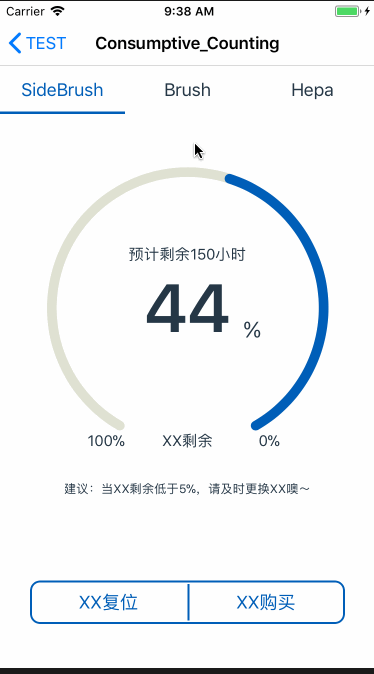 Carrier 9:38 AM
TEST Consumptive_Counting
SideBrush Brush Hepa
预计剩余150小时
44 %
100% XX剩余 0%
建议：当XX剩余低于5%，请及时更换XX噢～
XX复位 XX购买